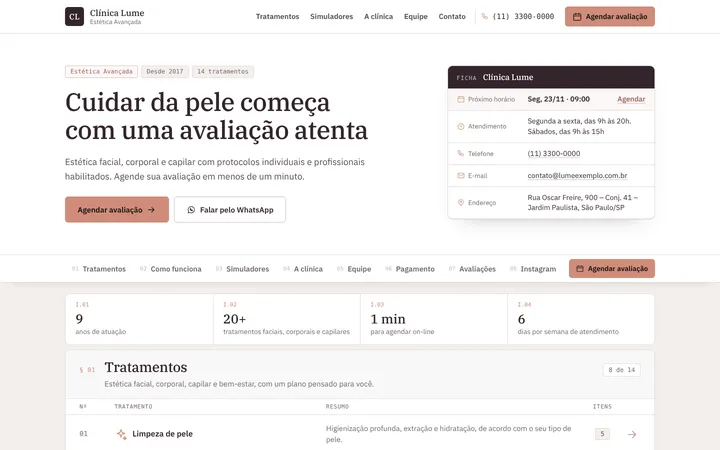 CL
Clínica Lume
Estética Avançada
Tratamentos Simuladores A clínica Equipe Contato
(11) 3300-0000
Agendar avaliação
Estética Avançada Desde 2017 14 tratamentos
Cuidar da pele começa
com uma avaliação atenta
Estética facial, corporal e capilar com protocolos individuais e profissionais
habilitados. Agende sua avaliação em menos de um minuto.
Agendar avaliação →
Falar pelo WhatsApp
FICHA Clínica Lume
Próximo horário Seg, 23/11 · 09:00 Agendar
Atendimento Segunda a sexta, das 9h às 20h.
Sábados, das 9h às 15h
Telefone (11) 3300-0000
E-mail contato@lumeexemplo.com.br
Endereço Rua Oscar Freire, 900 – Conj. 41 –
Jardim Paulista, São Paulo/SP
01 Tratamentos 02 Como funciona 03 Simuladores 04 A clínica 05 Equipe 06 Pagamento 07 Avaliações 08 Instagram
Agendar avaliação
I.01 I.02 I.03 I.04
9 20+ 1 min 6
anos de atuação tratamentos faciais, corporais e capilares para agendar on-line dias por semana de atendimento
§ 01 Tratamentos 8 de 14
Estética facial, corporal, capilar e bem-estar, com um plano pensado para você.
Nº TRATAMENTO RESUMO ITENS
01 Limpeza de pele Higienização profunda, extração e hidratação, de acordo com o seu tipo de
pele. 5 →